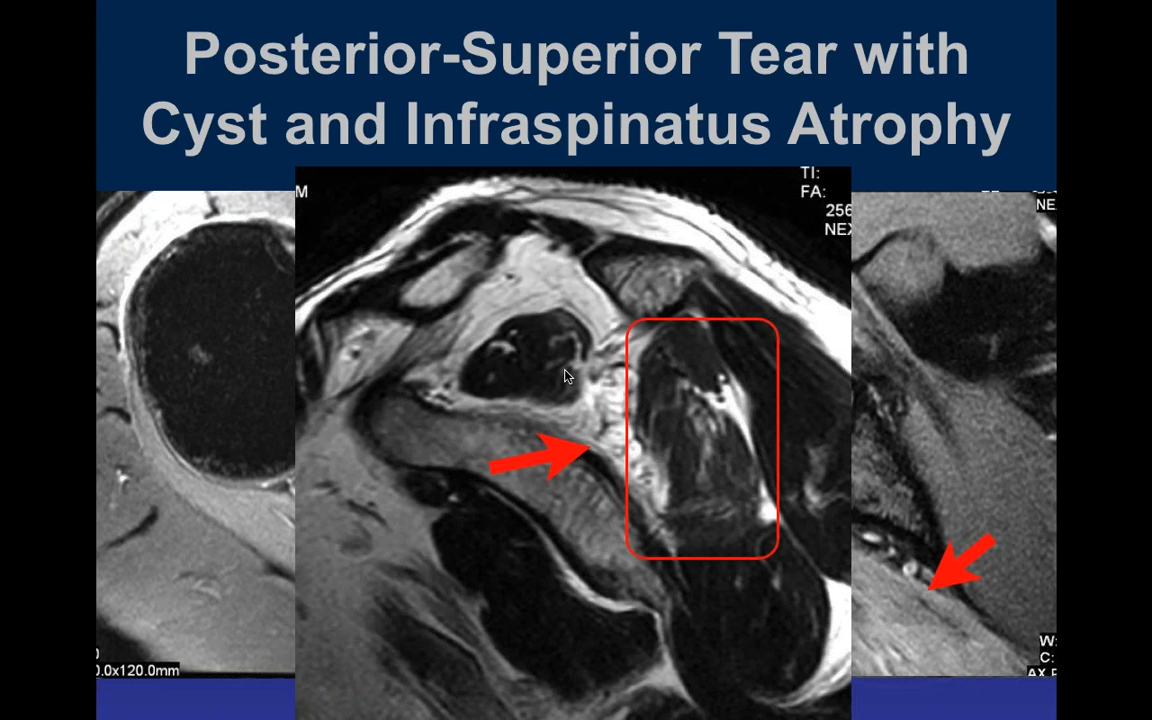 Posterior-Superior Tear with
Cyst and Infraspinatus Atrophy
M
TI:
FA:
256
NEX
NE
0.0x120.0mm
W:
C: